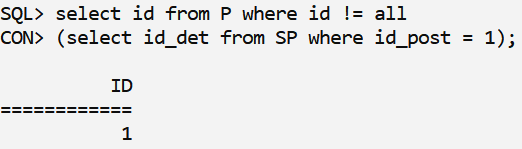 SQL> select id from P where id != all
CON> (select id_det from SP where id_post = 1);
ID
============
1